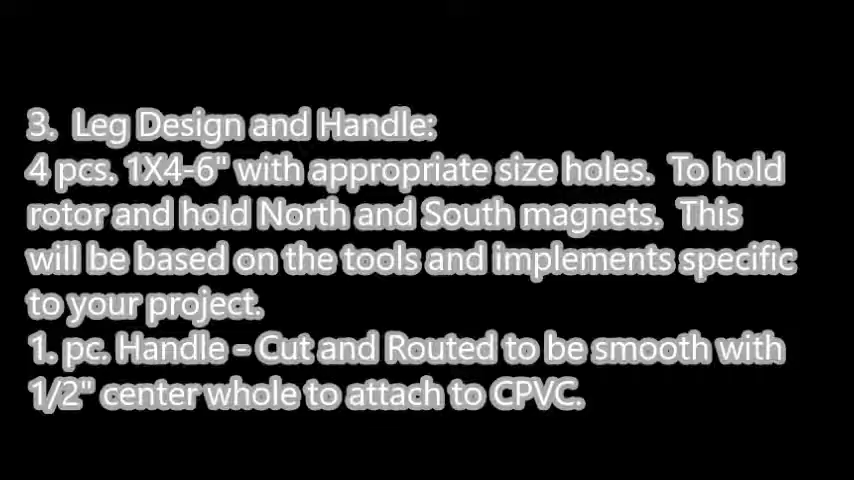 3.  Leg Design and Handle:
4 pcs. 1X4-6" with appropriate size holes.  To hold
rotor and hold North and South magnets.  This
will be based on the tools and implements specific
to your project.
1. pc. Handle - Cut and Routed to be smooth with
1/2" center whole to attach to CPVC.